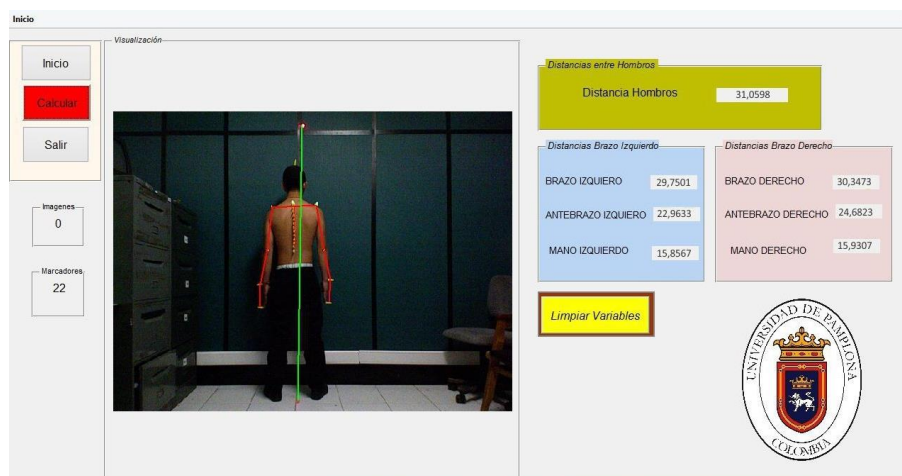 Inicio
Inicio
Calcular
Salir
Imagenes
0
Marcadores
22
Visualización
Distancias entre Hombros
Distancia Hombros 31,0598
Distancias Brazo Izquierdo
BRAZO IZQUIERO 29,7501
ANTEBRAZO IZQUIERO 22,9633
MANO IZQUIERDO 15,8567
Distancias Brazo Derecho
BRAZO DERECHO 30,3473
ANTEBRAZO DERECHO 24,6823
MANO DERECHO 15,9307
Limpiar Variables
UNIVERSIDAD DE PAMPLONA
COLOMBIA